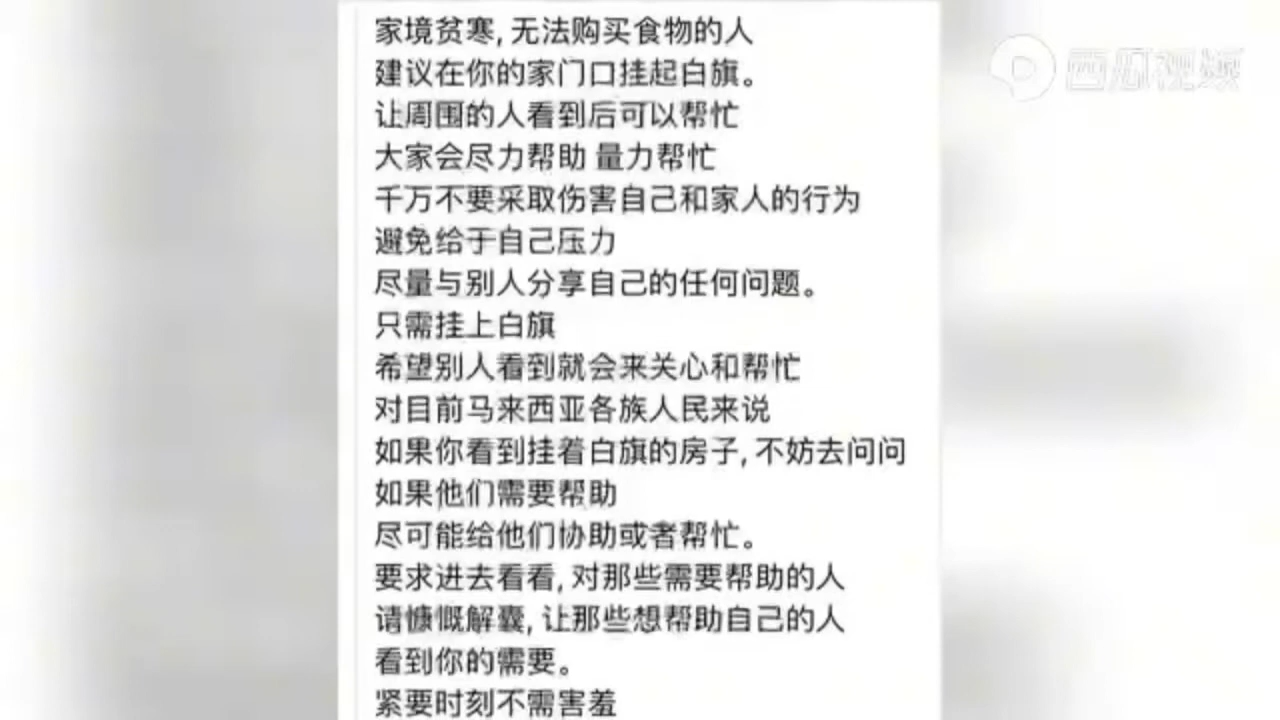 家境贫寒, 无法购买食物的人
建议在你的家门口挂起白旗。
让周围的人看到后可以帮忙
大家会尽力帮助 量力帮忙
千万不要采取伤害自己和家人的行为
避免给于自己压力
尽量与别人分享自己的任何问题。
只需挂上白旗
希望别人看到就会来关心和帮忙
对目前马来西亚各族人民来说
如果你看到挂着白旗的房子, 不妨去问问
如果他们需要帮助
尽可能给他们协助或者帮忙。
要求进去看看, 对那些需要帮助的人
请慷慨解囊, 让那些想帮助自己的人
看到你的需要。
紧要时刻不需害羞
西瓜视频